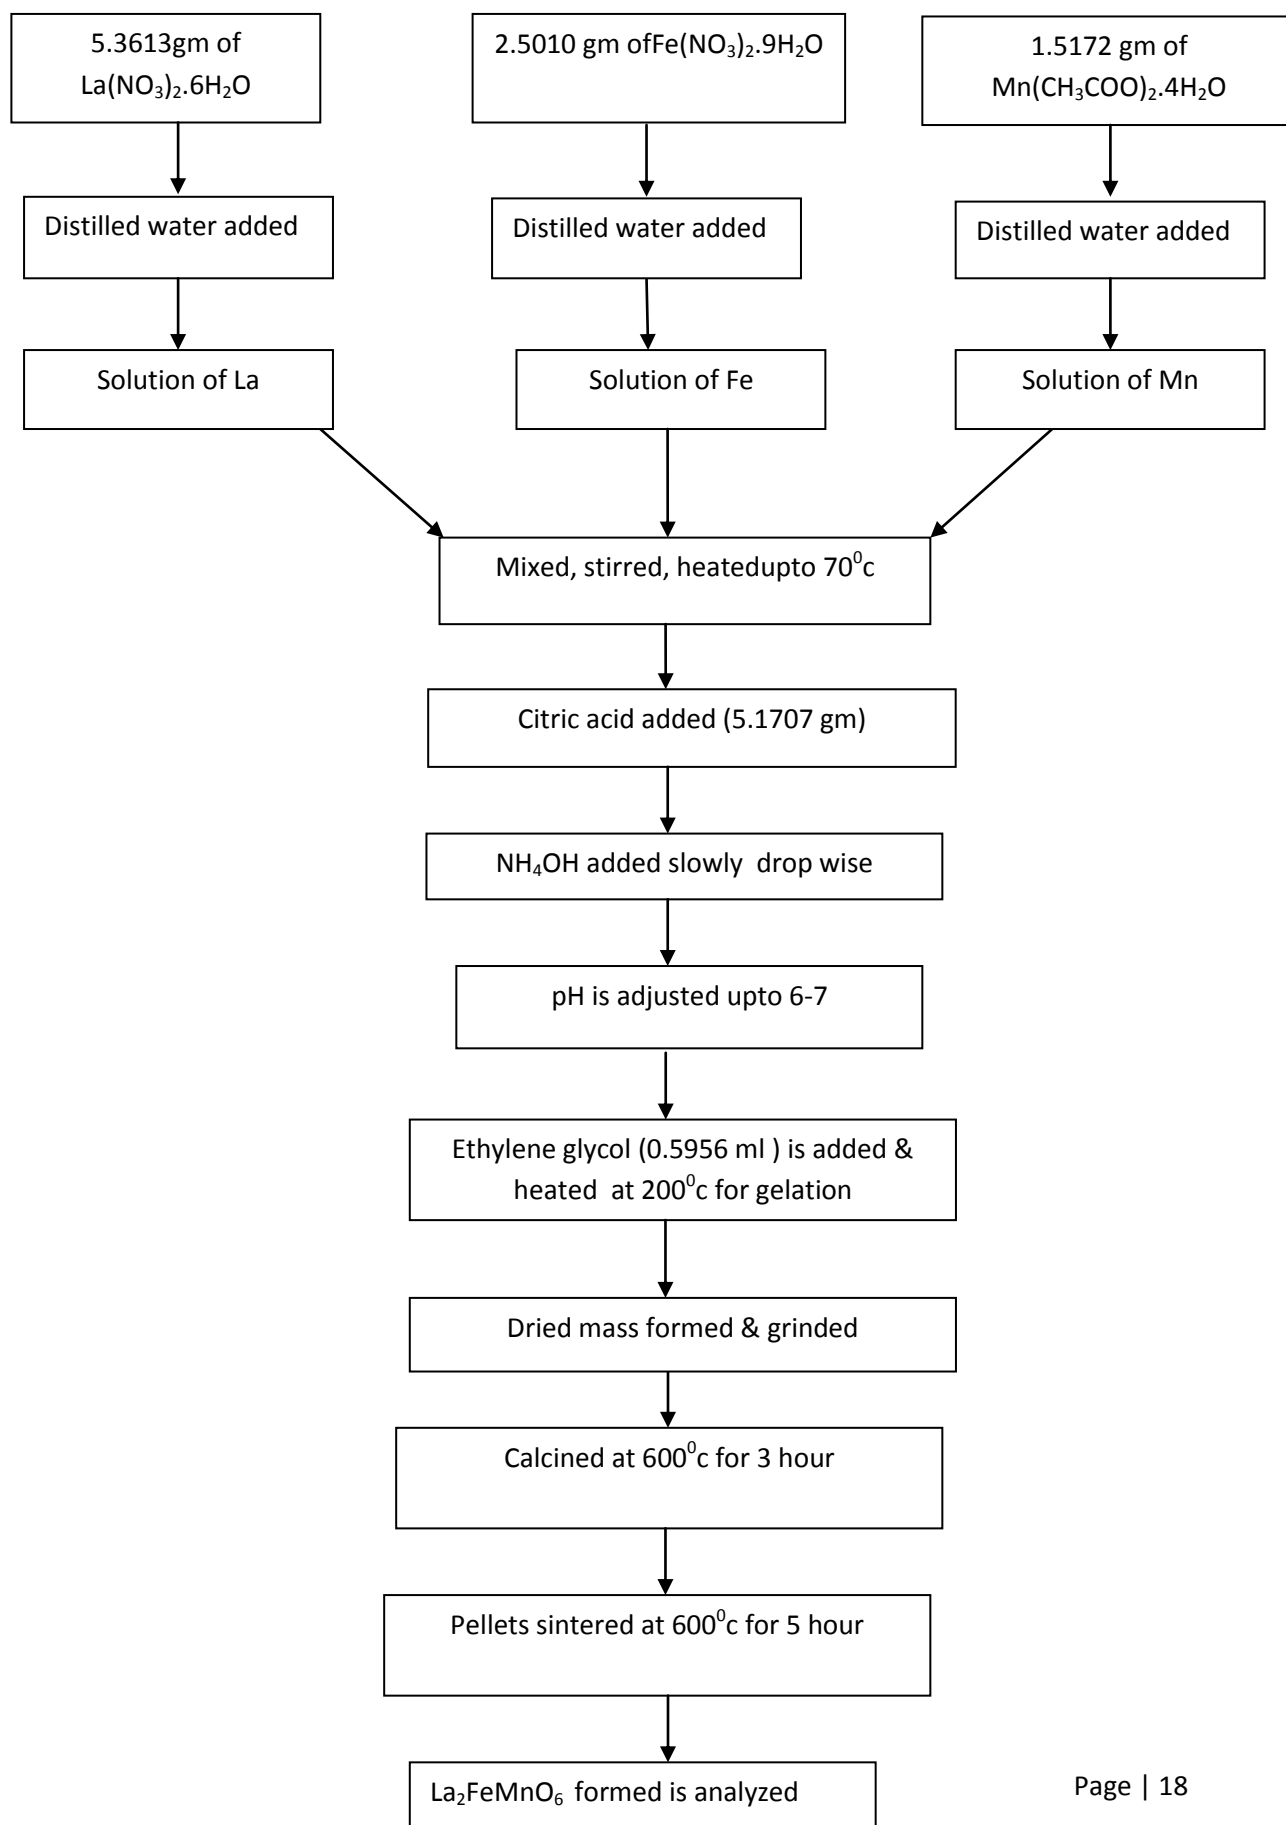 5.3613gm of
La(NO₃)₂.6H₂O
2.5010 gm ofFe(NO₃)₂.9H₂O
1.5172 gm of
Mn(CH₃COO)₂.4H₂O
Distilled water added
Distilled water added
Distilled water added
Solution of La
Solution of Fe
Solution of Mn
Mixed, stirred, heatedupto 70⁰c
Citric acid added (5.1707 gm)
NH₄OH added slowly drop wise
pH is adjusted upto 6-7
Ethylene glycol (0.5956 ml ) is added &
heated at 200⁰c for gelation
Dried mass formed & grinded
Calcined at 600⁰c for 3 hour
Pellets sintered at 600⁰c for 5 hour
La₂FeMnO₆ formed is analyzed
Page | 18